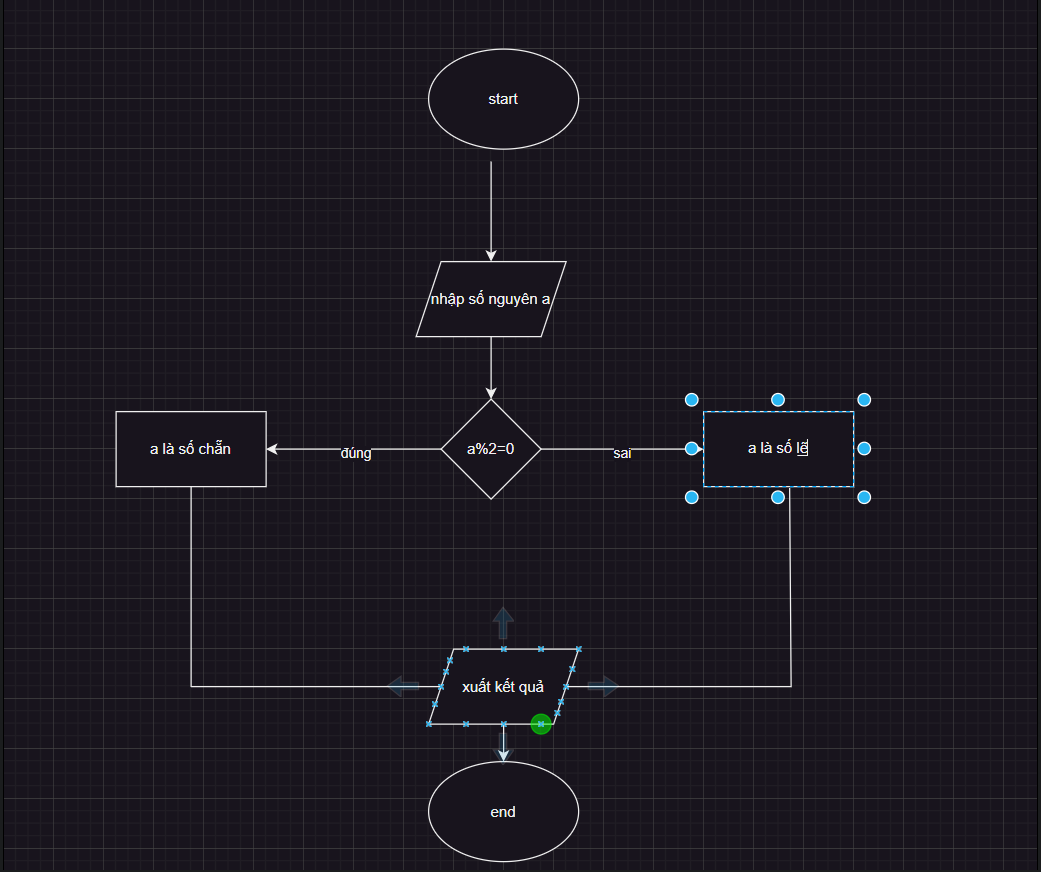 start
nhập số nguyên a
a%2=0
a là số chẵn
đúng
sai
a là số lẽ
xuất kết quả
end